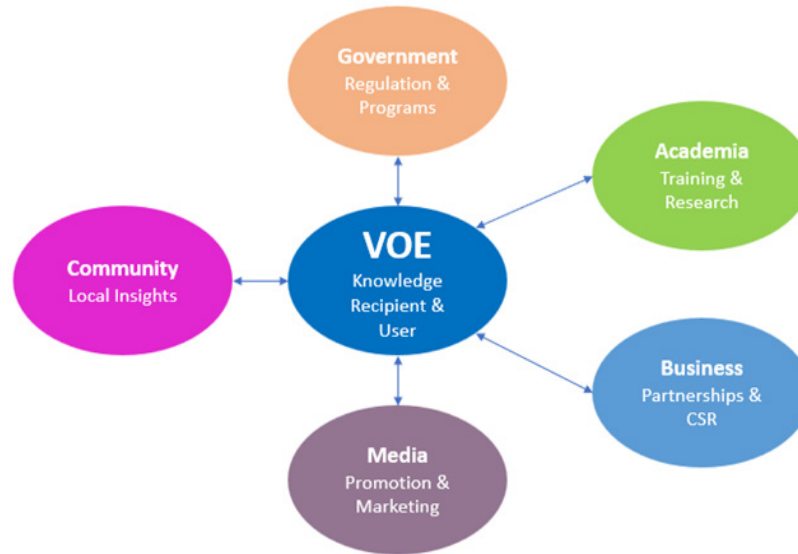 Government
Regulation &
Programs
Academia
Training &
Research
VOE
Knowledge
Recipient &
User
Community
Local Insights
Business
Partnerships &
CSR
Media
Promotion &
Marketing